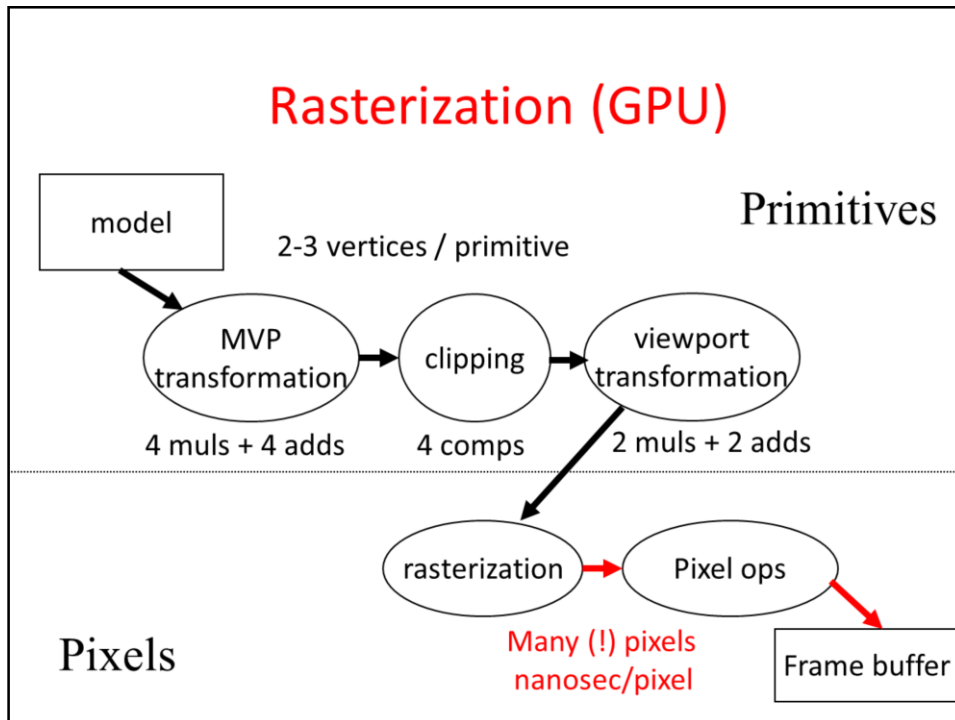 Rasterization (GPU)
model
Primitives
2-3 vertices / primitive
MVP
transformation
clipping
viewport
transformation
4 muls + 4 adds
4 comps
2 muls + 2 adds
rasterization
Pixel ops
Pixels
Many (!) pixels
nanosec/pixel
Frame buffer